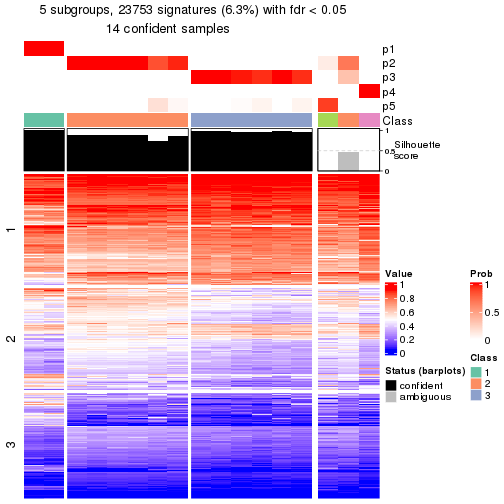 5 subgroups, 23753 signatures (6.3%) with fdr < 0.05
14 confident samples
p1
p2
p3
p4
p5
Class
1
0.5
0
Silhouette
score
1
2
3
Value
1
0.8
0.6
0.4
0.2
0
Prob
1
0.5
0
Status (barplots)
confident
ambiguous
Class
1
2
3